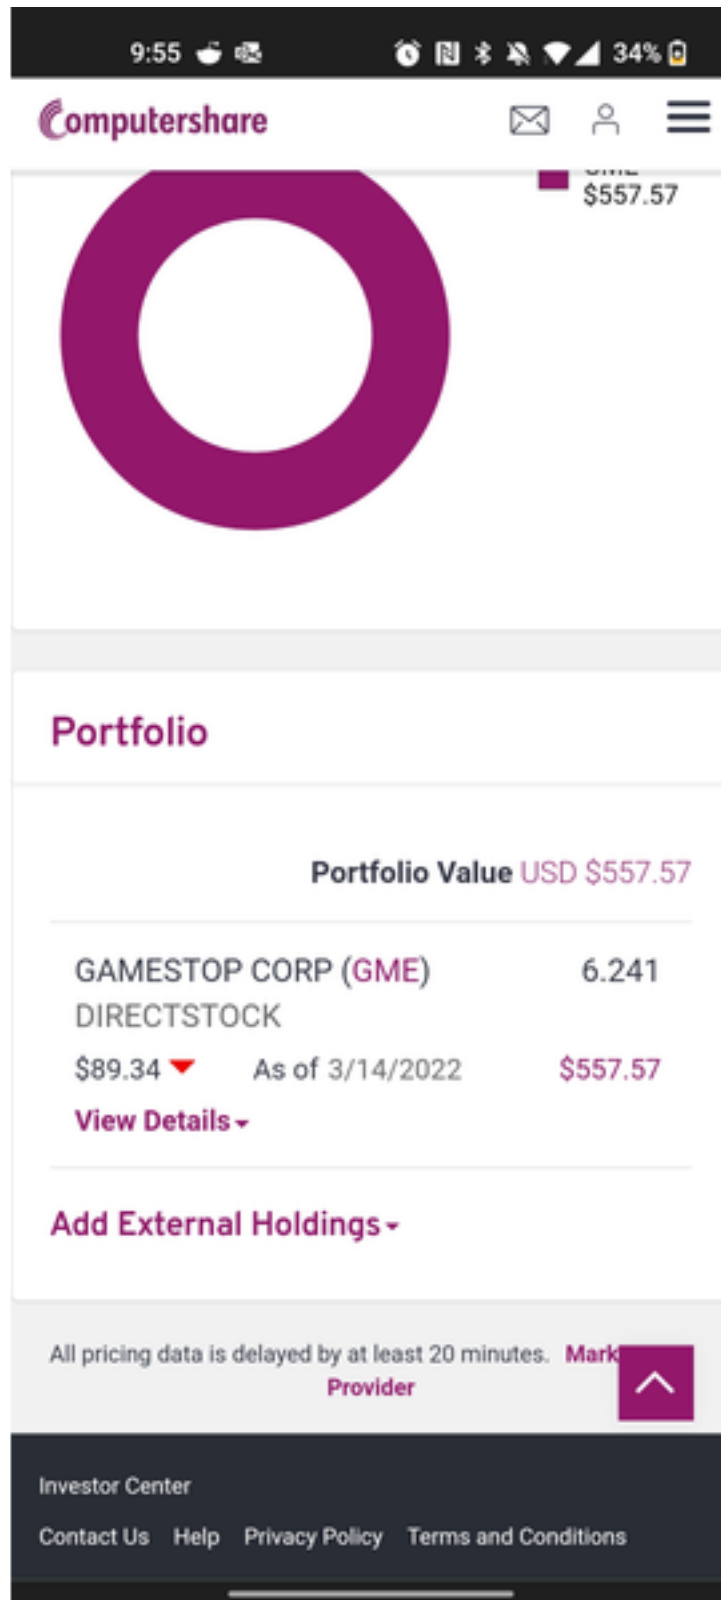 9:55 34%
Computershare
$557.57
Portfolio
Portfolio Value USD $557.57
GAMESTOP CORP (GME) 6.241
DIRECTSTOCK
$89.34 As of 3/14/2022 $557.57
View Details
Add External Holdings
All pricing data is delayed by at least 20 minutes. Mark
Provider
Investor Center
Contact Us Help Privacy Policy Terms and Conditions